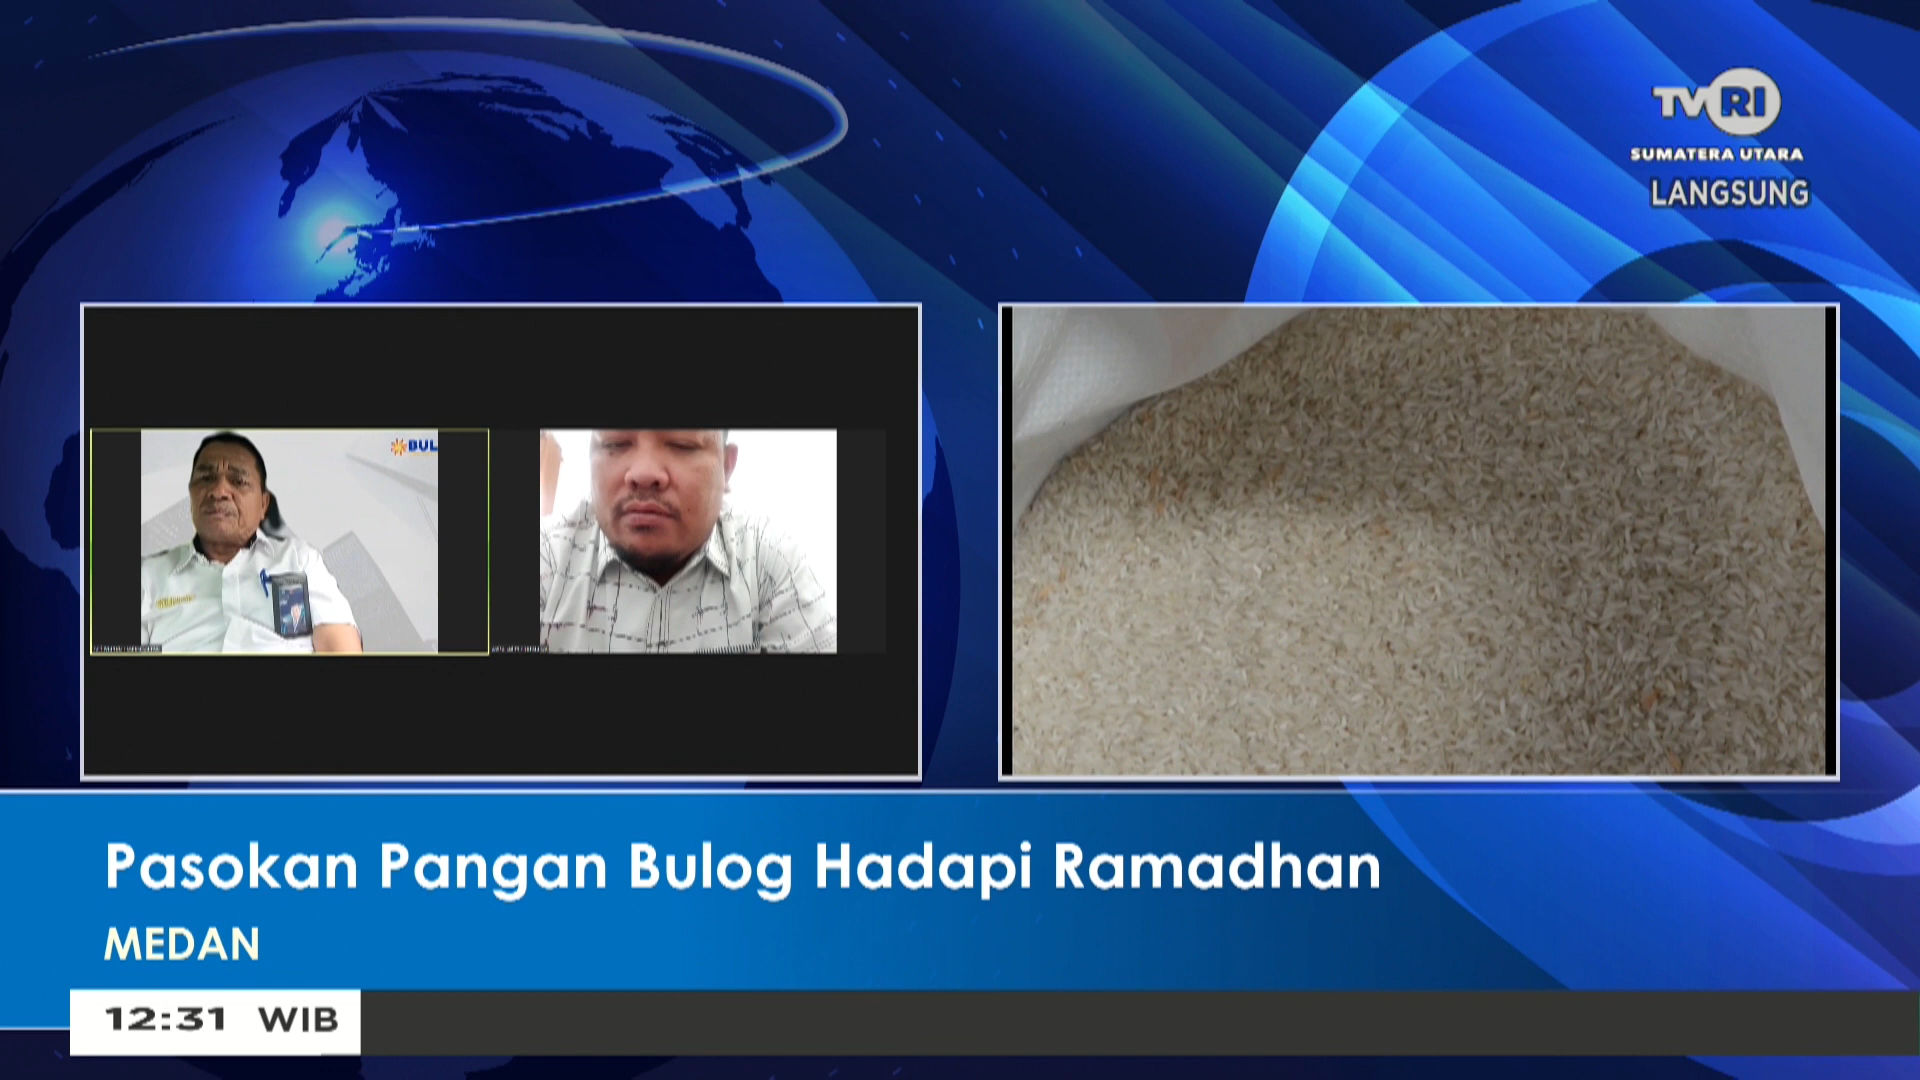 TVRI
SUMATERA UTARA
LANGSUNG
BUL
Pasokan Pangan Bulog Hadapi Ramadhan
MEDAN
12:31 WIB